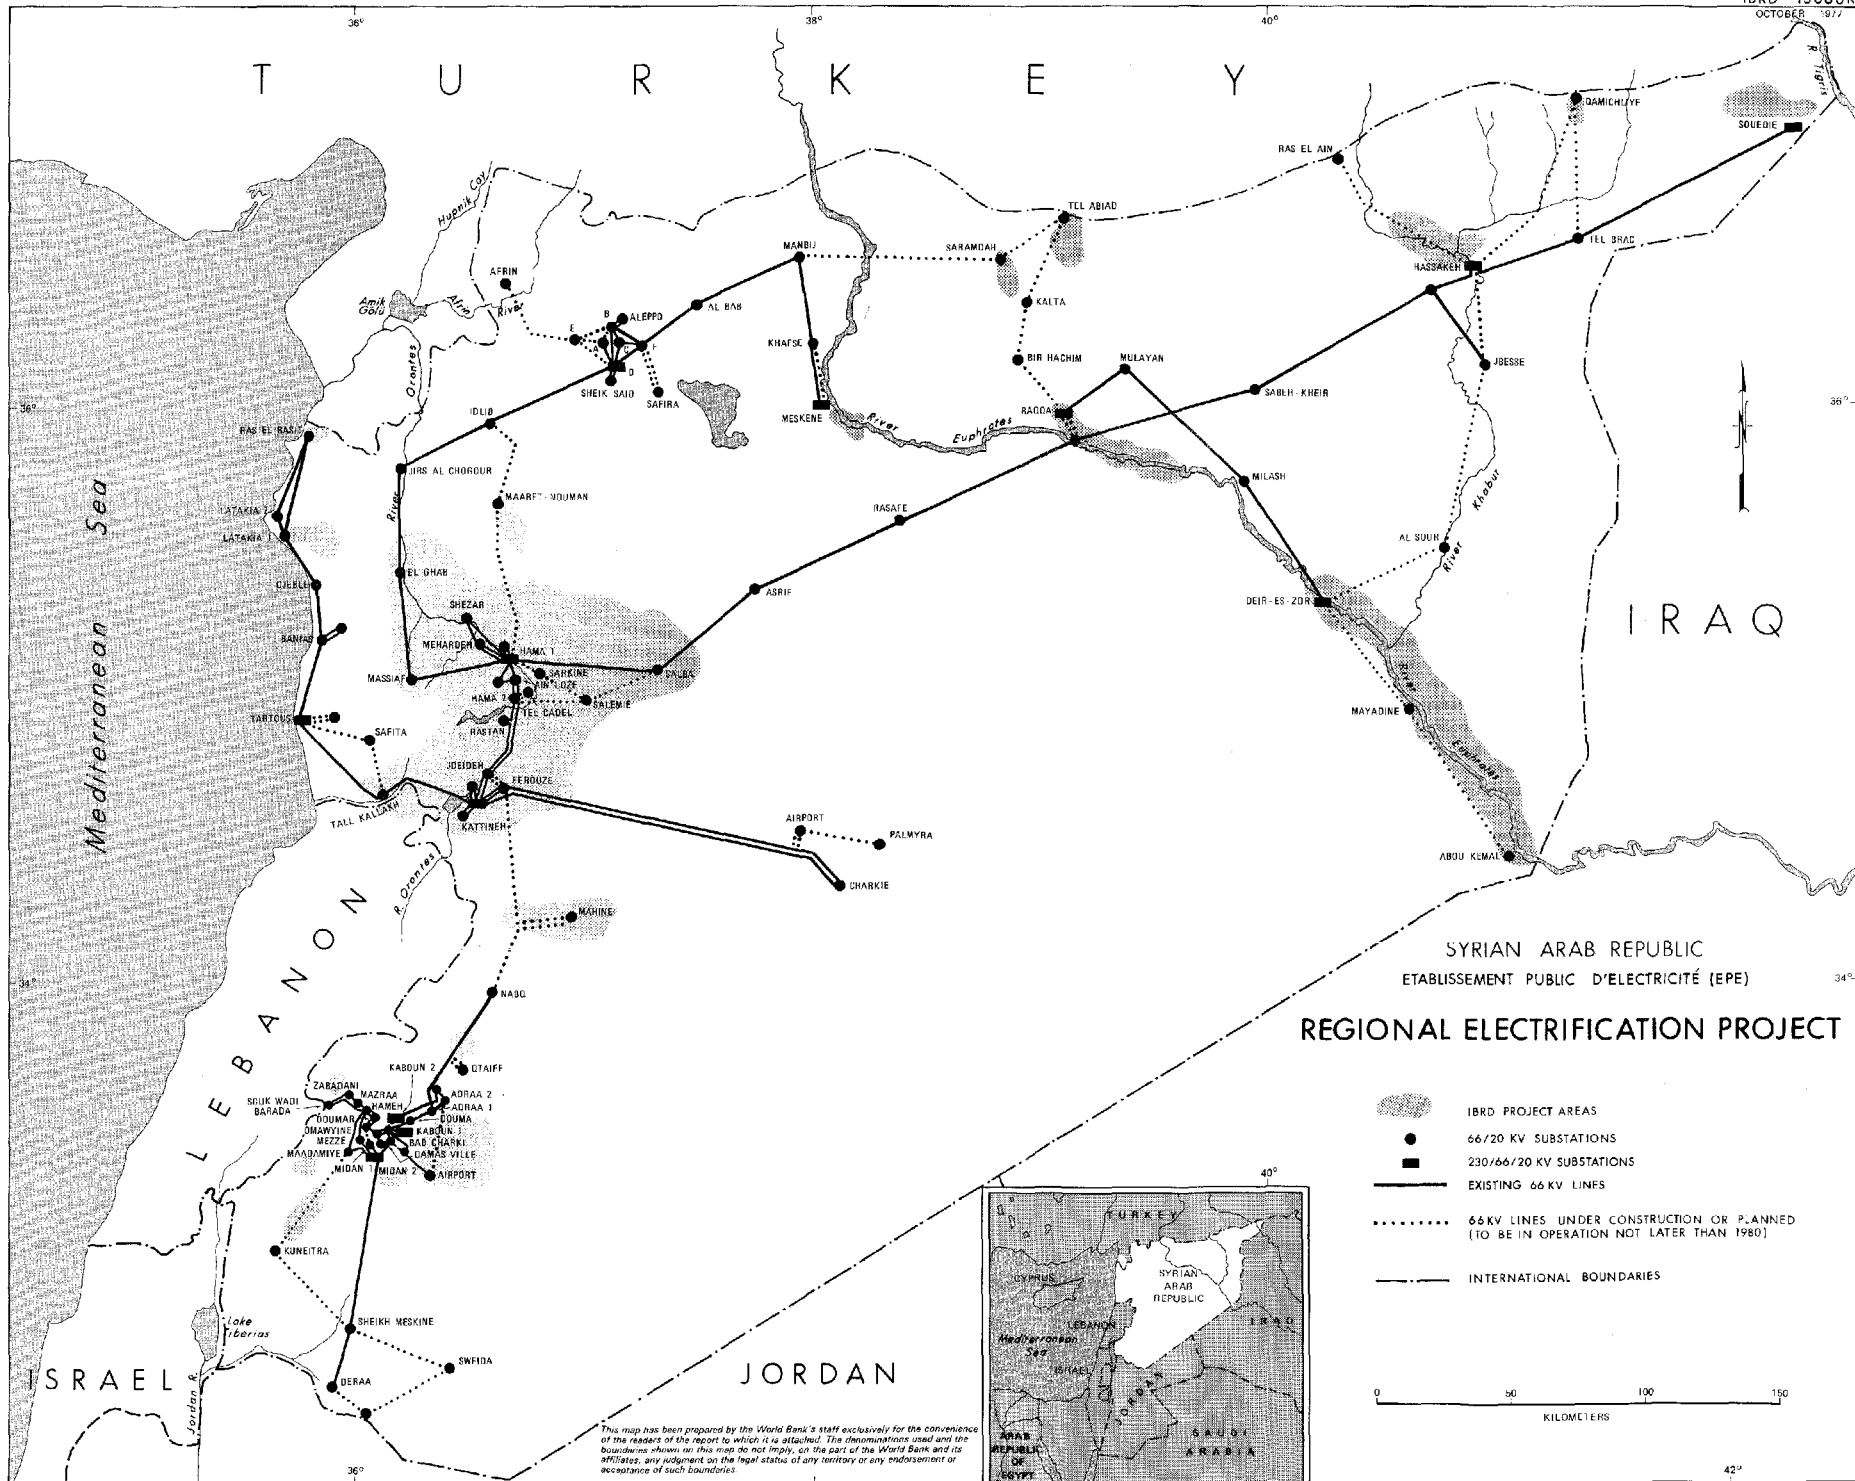 OCTOBER 1977
36°
38°
40°
T U R K E Y
R. Tigris
QAMICHLIYE
SOUEDIE
RAS EL AIN
Hupnik Cay
TEL ABIAD
MANBIJ
SARAMDAH
TEL BRAC
HASSAKEH
AFRIN
Amik Golu
Afrin
River
B
ALEPPO
AL BAB
KALTA
E
A
C
F
KHAFSE
Orontes
BIR HACHIM
MULAYAN
JBESSE
D
SHEIK SAID
SAFIRA
SABEH-KHEIR
IDLIB
MESKENE
River
Euphrates
RAQQA
36°
36°
RAS EL BASIT
JIRS AL CHOGOUR
MILASH
River
MAARET-NOUMAN
Khabur
River
LATAKIA 2
RASAFE
LATAKIA 1
AL SOUR
EL GHAB
DJEBLE
ASRIF
DEIR-ES-ZOR
SHEZAR
IRAQ
Mediterranean Sea
BANIAS
MEHARDEH
HAMA 1
MASSIAF
SARKINE
SALBA
AIN LOZE
HAMA 2
SALEMIE
River
TARTOUS
TEL CADEL
MAYADINE
SAFITA
RASTAN
Euphrates
JDEIDEH
FEROUZE
TALL KALLAKH
KATTINEH
AIRPORT
PALMYRA
ABOU KEMAL
R. Orontes
CHARKIE
MAHINE
LEBANON
SYRIAN ARAB REPUBLIC
ETABLISSEMENT PUBLIC D'ELECTRICITÉ (EPE)
34°
34°
NABQ
REGIONAL ELECTRIFICATION PROJECT
KABOUN 2
QTAIFF
ZABADANI
MAZRAA
ADRAA 2
SOUK WADI BARADA
HAMEH
ADRAA 1
DOUMAR
DOUMA
OMAWYINE
KABOUN 1
MEZZE
BAB CHARKI
MAADAMIYE
DAMAS VILLE
MIDAN 1
MIDAN 2
AIRPORT
IBRD PROJECT AREAS
66/20 KV SUBSTATIONS
230/66/20 KV SUBSTATIONS
EXISTING 66 KV LINES
66KV LINES UNDER CONSTRUCTION OR PLANNED
(TO BE IN OPERATION NOT LATER THAN 1980)
INTERNATIONAL BOUNDARIES
KUNEITRA
40°
TURKEY
CYPRUS
SYRIAN
ARAB
REPUBLIC
LEBANON
IRAQ
Mediterranean
Sea
ISRAEL
JORDAN
SAUDI
ARABIA
ARAB
REPUBLIC
OF
EGYPT
Lake
Tiberias
SHEIKH MESKINE
SWEIDA
DERAA
ISRAEL
Jordan R.
JORDAN
0 50 100 150
KILOMETERS
This map has been prepared by the World Bank's staff exclusively for the convenience
of the readers of the report to which it is attached. The denominations used and the
boundaries shown on this map do not imply, on the part of the World Bank and its
affiliates, any judgment on the legal status of any territory or any endorsement or
acceptance of such boundaries.
36°
42°